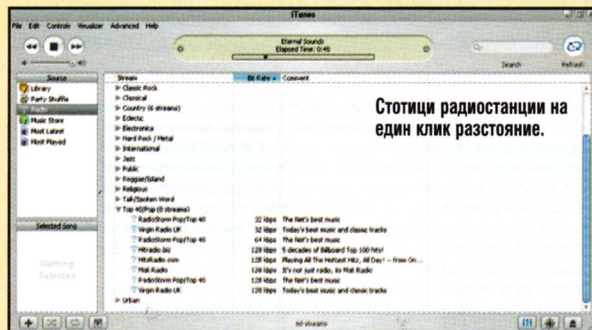 iTunes
File Edit Controls Visualizer Advanced Help
Eternal Sounds
Elapsed Time: 0:46
Search
Refresh
Source
Library
Party Shuffle
Radio
Music Store
Most Latest
Most Played
Selected Song
Nothing
Selected
Stream Bit Rate Comment
Classic Rock
Classical
Country (6 streams)
Eclectic
Electronica
Hard Rock / Metal
International
Jazz
Public
Reggae/Island
Religious
Talk/Spoken Word
Top 40/Pop (8 streams)
RadioStorm Pop/Top 40 32 kbps The Net's best music
Virgin Radio UK 32 kbps Today's best music and classic tracks
RadioStorm Pop/Top 40 64 kbps The Net's best music
Hitradio.biz 128 kbps 5 decades of Billboard Top 100 hits!
HitsRadio.com 128 kbps Playing All The Hottest Hitz, All Day! -- from On...
Misk Radio 128 kbps It's not just radio, its Misk Radio
RadioStorm Pop/Top 40 128 kbps The Net's best music
Virgin Radio UK 128 kbps Today's best music and classic tracks
Urban
60 streams
Стотици радиостанции на
един клик разстояние.